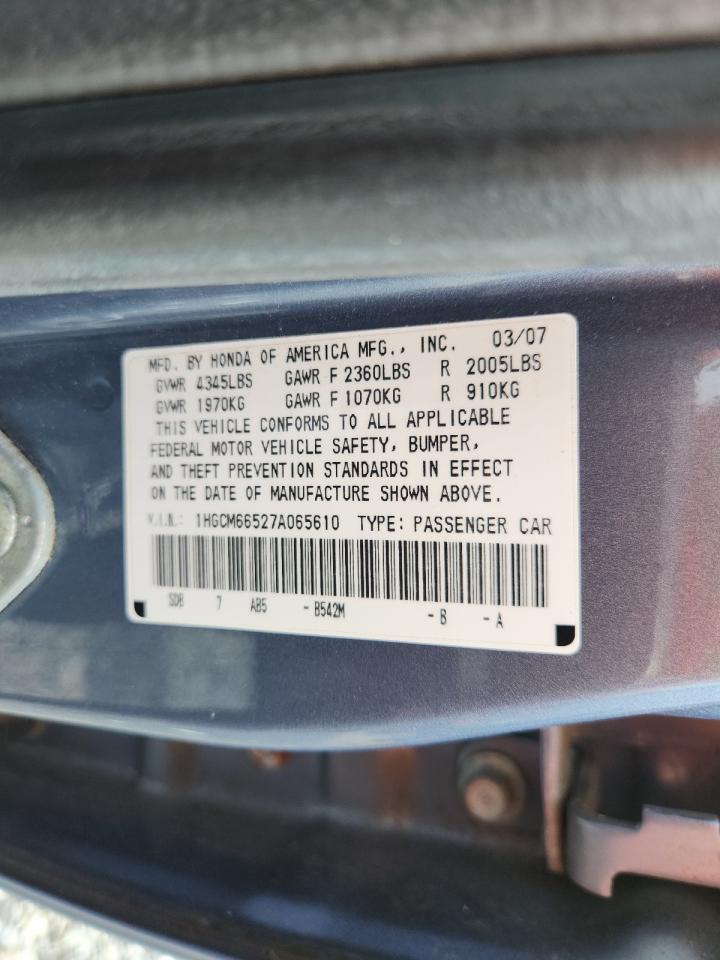 MFD. BY HONDA OF AMERICA MFG., INC. 03/07
GVWR 4345LBS GAWR F 2360LBS R 2005LBS
GVWR 1970KG GAWR F 1070KG R 910KG
THIS VEHICLE CONFORMS TO ALL APPLICABLE
FEDERAL MOTOR VEHICLE SAFETY, BUMPER,
AND THEFT PREVENTION STANDARDS IN EFFECT
ON THE DATE OF MANUFACTURE SHOWN ABOVE.
V.I.N.: 1HGCM66527A065610 TYPE: PASSENGER CAR
SDB 7 AB5 - B542M - B - A